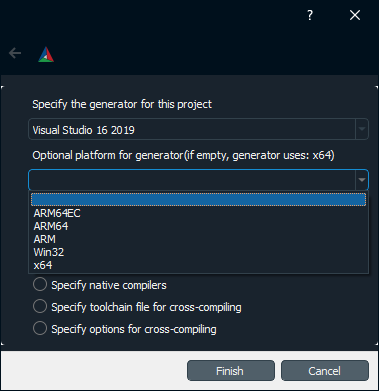 ?
Specify the generator for this project
Visual Studio 16 2019
Optional platform for generator(if empty, generator uses: x64)
ARM64EC
ARM64
ARM
Win32
x64
Specify native compilers
Specify toolchain file for cross-compiling
Specify options for cross-compiling
Finish
Cancel